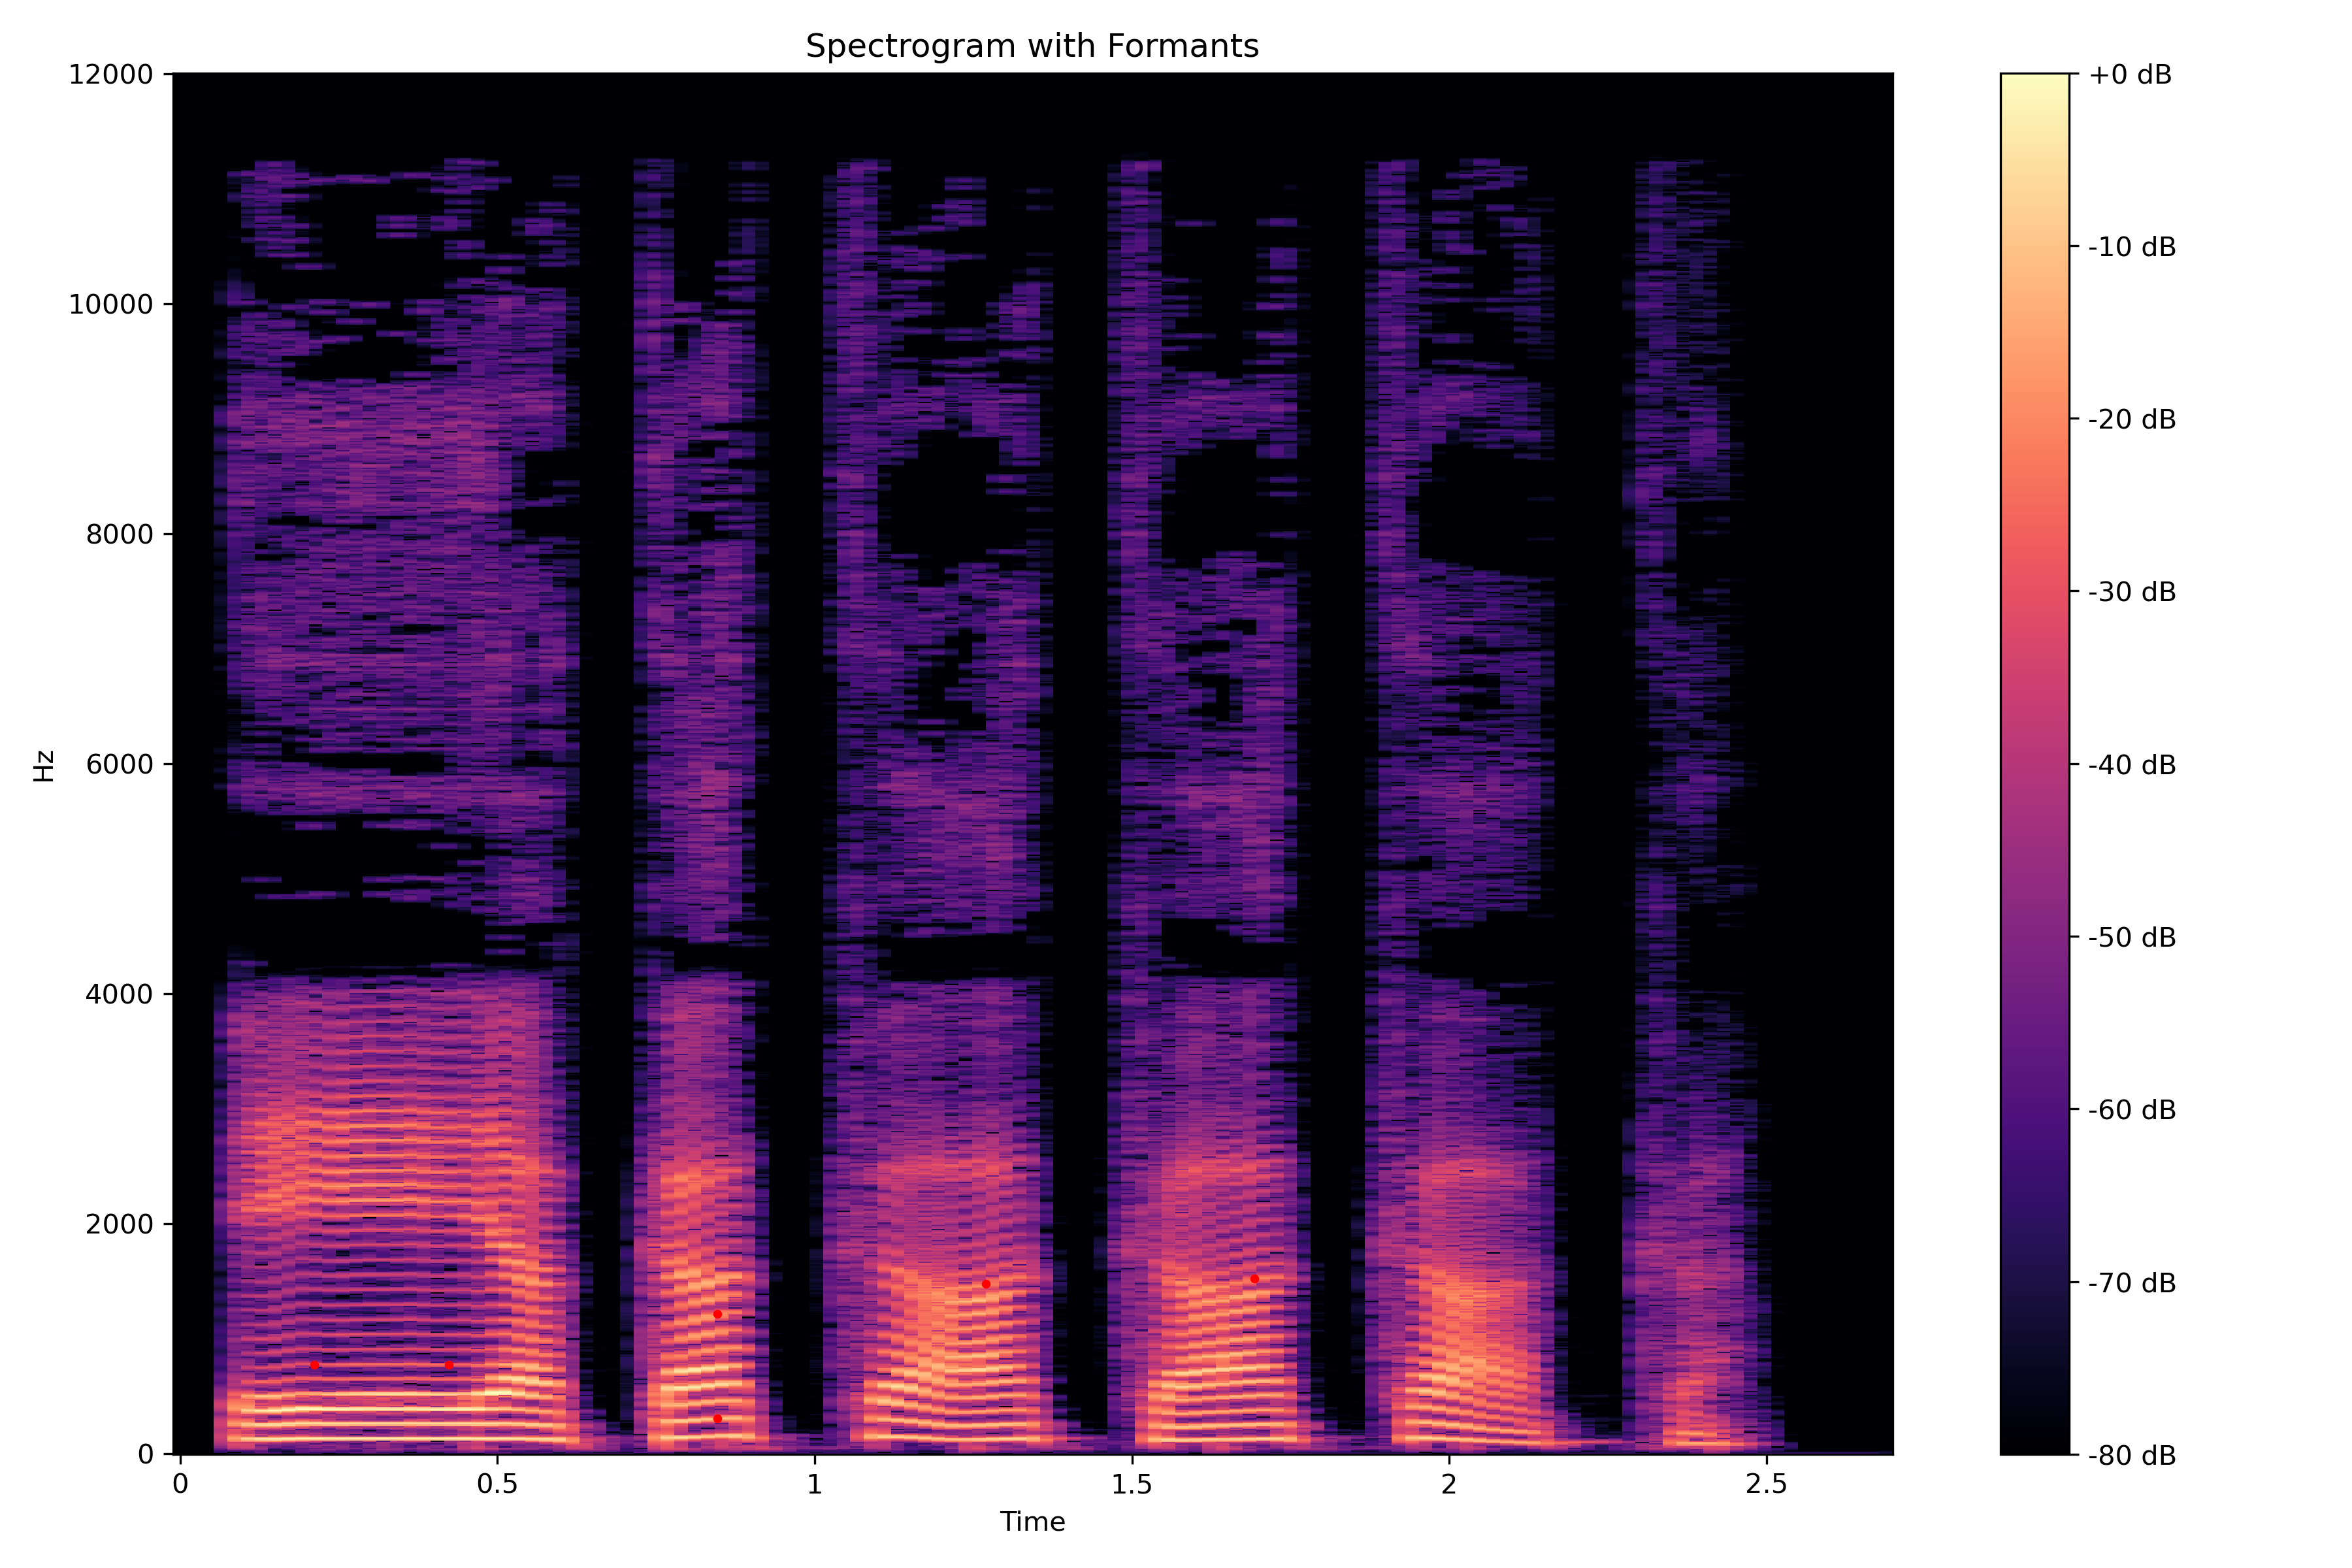 Spectrogram with Formants
12000
10000
8000
6000
4000
2000
0
Hz
0
0.5
1
1.5
2
2.5
Time
+0 dB
-10 dB
-20 dB
-30 dB
-40 dB
-50 dB
-60 dB
-70 dB
-80 dB